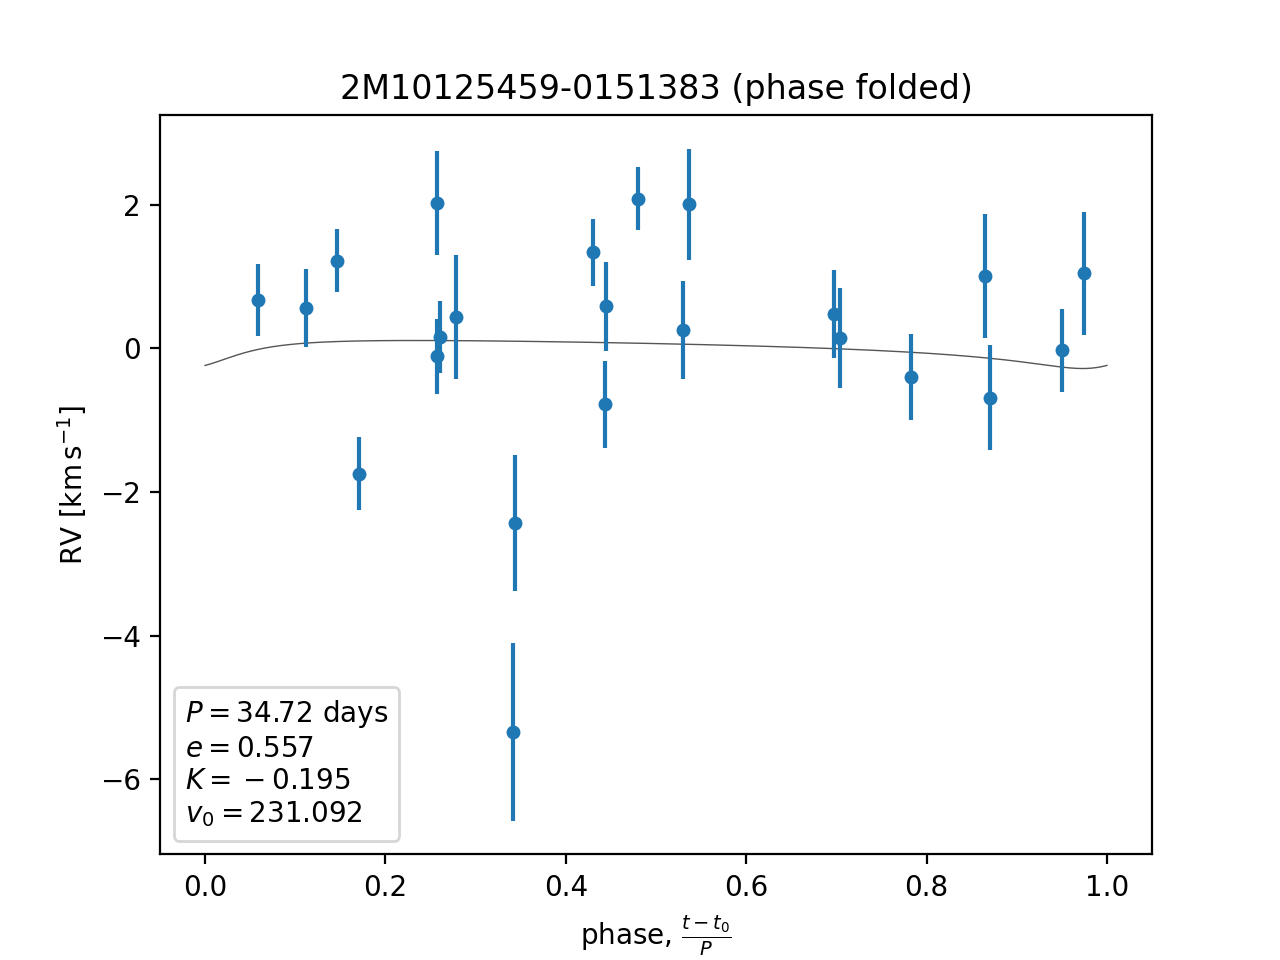 2M10125459-0151383 (phase folded)
2
0
−2
−4
−6
RV [km s⁻¹]
P = 34.72 days
e = 0.557
K = −0.195
v₀ = 231.092
0.0 0.2 0.4 0.6 0.8 1.0
phase, (t − t₀)/P